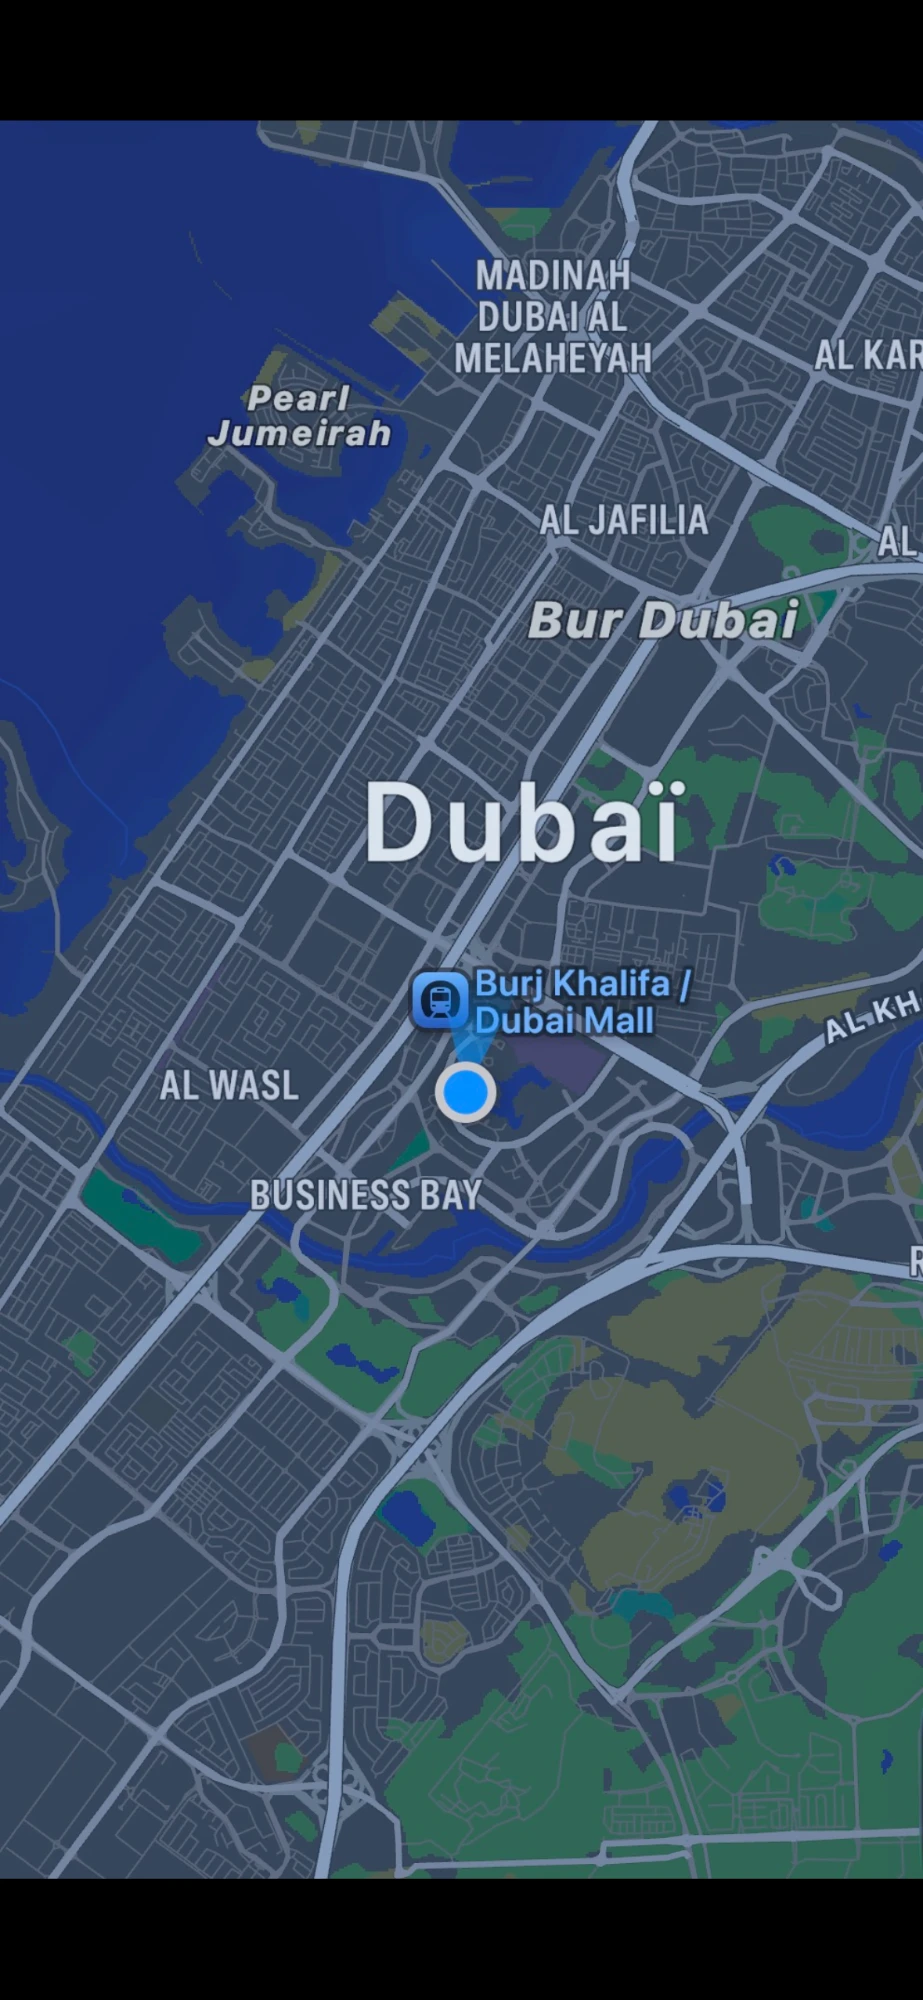 MADINAH
DUBAI AL
MELAHEYAH
AL KAR
Pearl
Jumeirah
AL JAFILIA
AL
Bur Dubai
Dubaï
Burj Khalifa /
Dubai Mall
AL KH
AL WASL
BUSINESS BAY
R